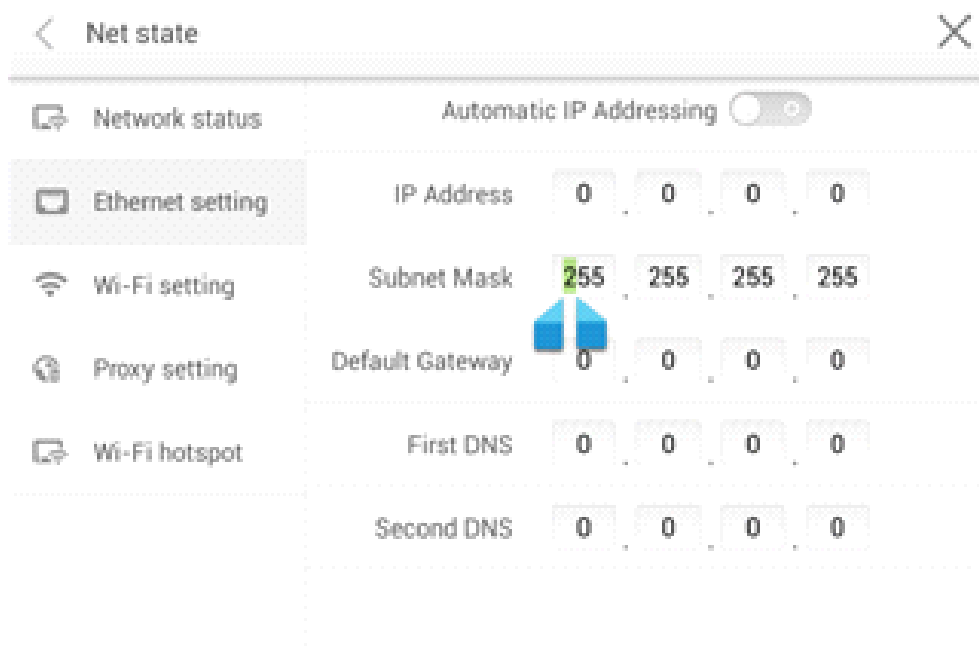 Net state
Network status
Ethernet setting
Wi-Fi setting
Proxy setting
Wi-Fi hotspot
Automatic IP Addressing
IP Address 0 . 0 . 0 . 0
Subnet Mask 255 . 255 . 255 . 255
Default Gateway 0 . 0 . 0 . 0
First DNS 0 . 0 . 0 . 0
Second DNS 0 . 0 . 0 . 0